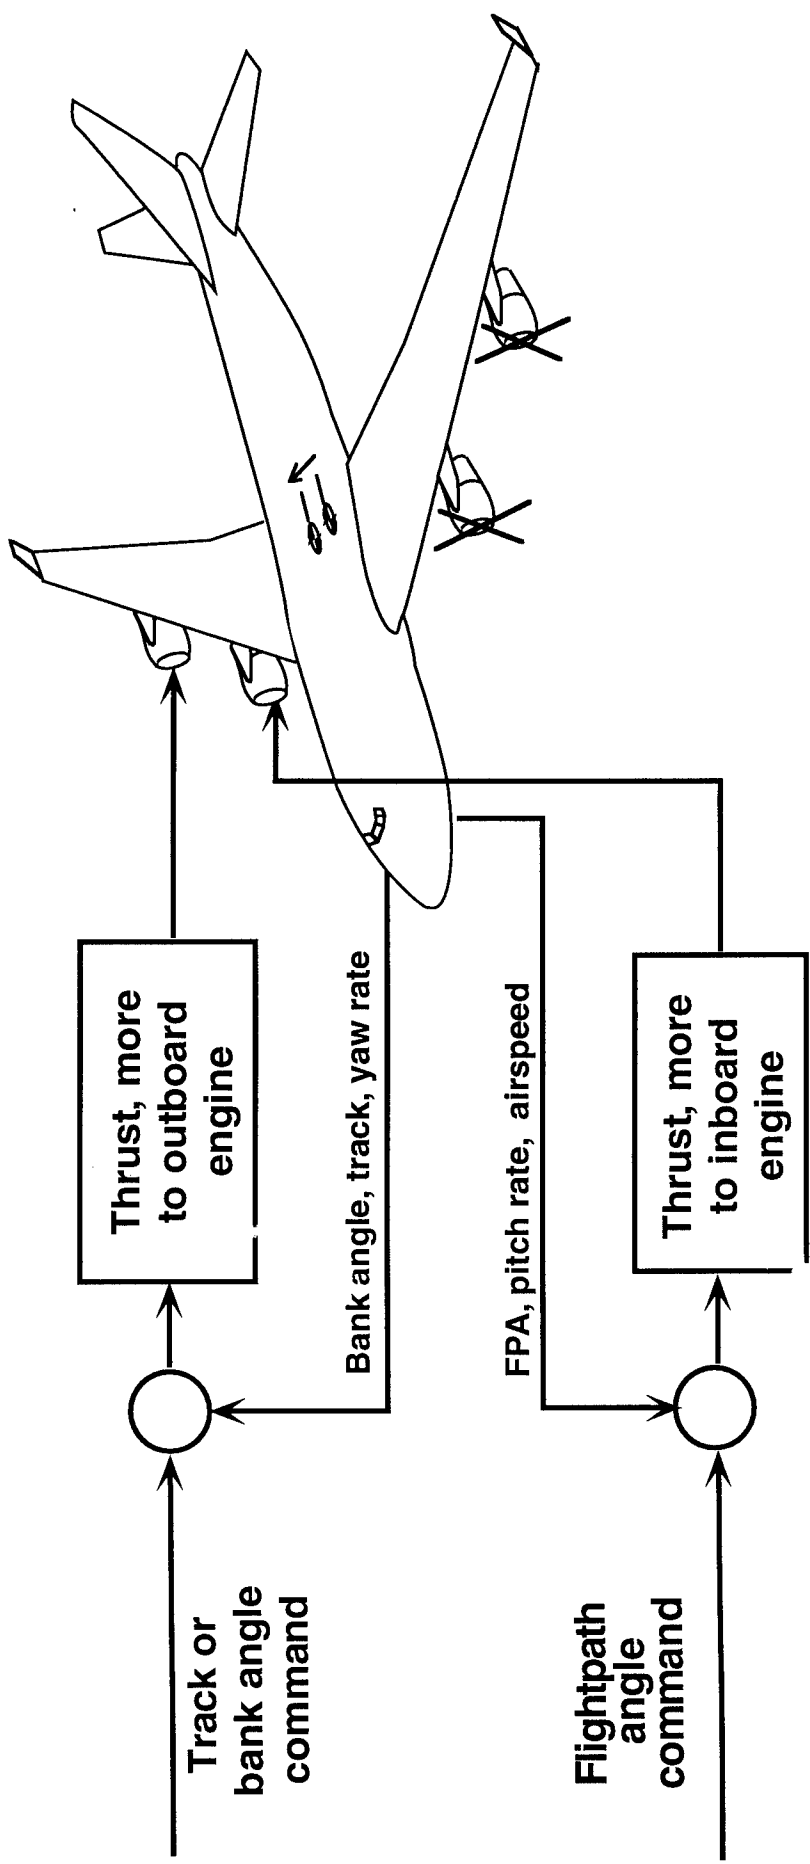 Track or
bank angle
command
Thrust, more
to outboard
engine
Bank angle, track, yaw rate
FPA, pitch rate, airspeed
Flightpath
angle
command
Thrust, more
to inboard
engine